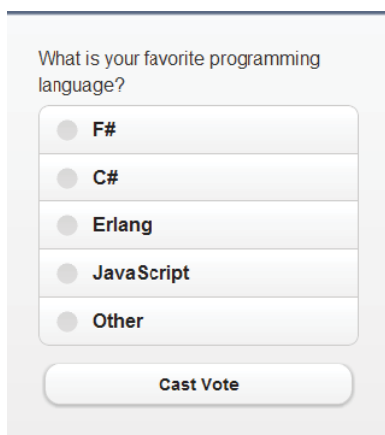 What is your favorite programming
language?
F#
C#
Erlang
JavaScript
Other
Cast Vote